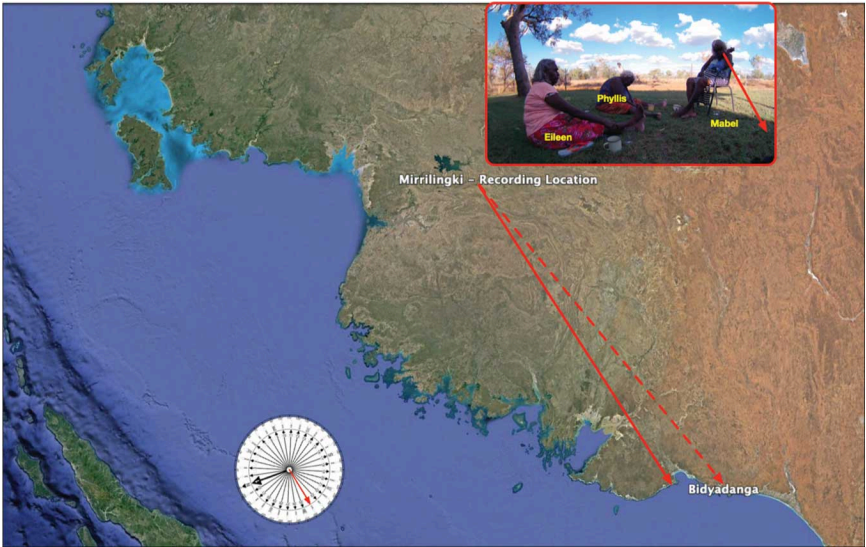 Phyllis
Mabel
Eileen
Mirrilingki – Recording Location
Bidyadanga